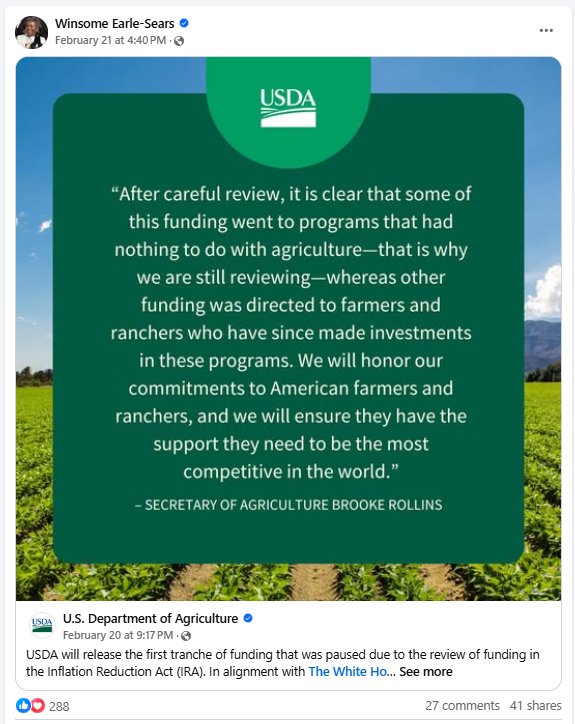 Winsome Earle-Sears
February 21 at 4:40 PM ·
USDA
“After careful review, it is clear that some of
this funding went to programs that had
nothing to do with agriculture—that is why
we are still reviewing—whereas other
funding was directed to farmers and
ranchers who have since made investments
in these programs. We will honor our
commitments to American farmers and
ranchers, and we will ensure they have the
support they need to be the most
competitive in the world.”
– SECRETARY OF AGRICULTURE BROOKE ROLLINS
USDA
U.S. Department of Agriculture
February 20 at 9:17 PM ·
USDA will release the first tranche of funding that was paused due to the review of funding in
the Inflation Reduction Act (IRA). In alignment with The White Ho... See more
288
27 comments 41 shares